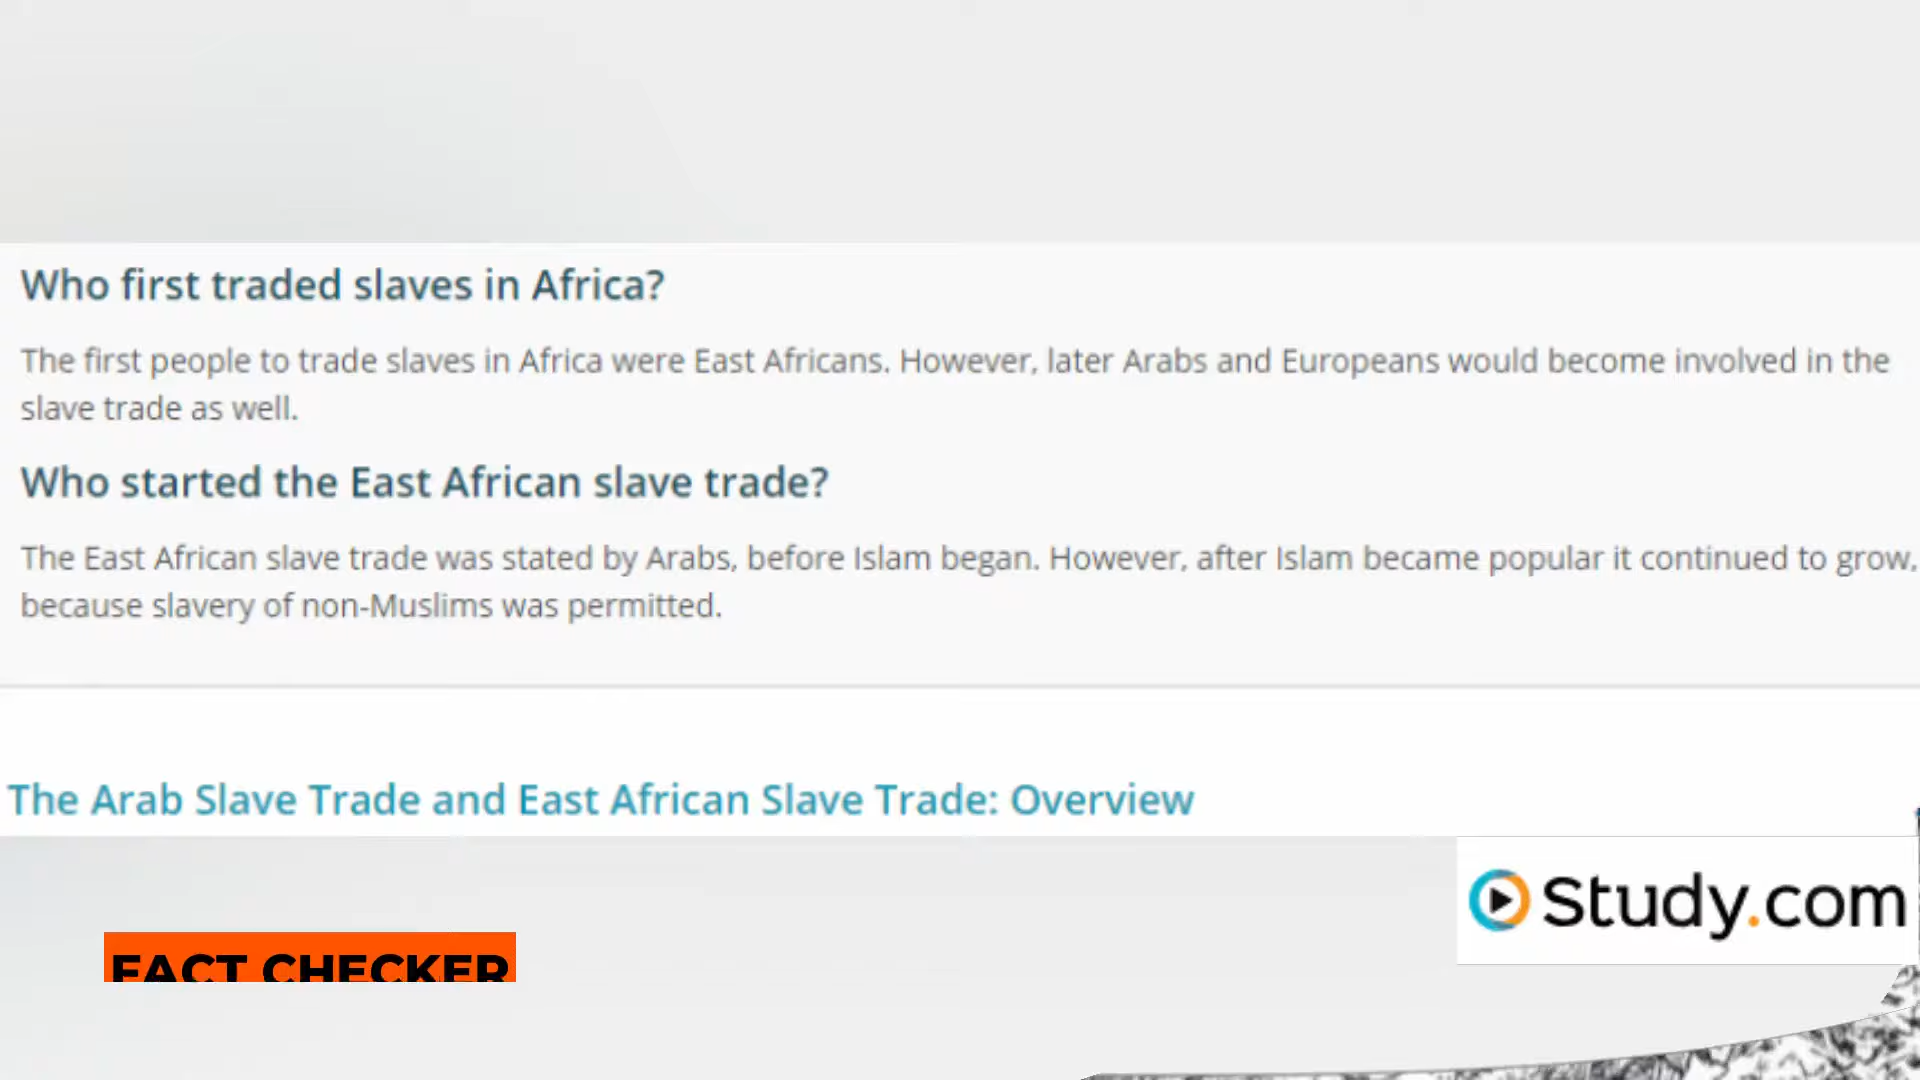 Who first traded slaves in Africa?
The first people to trade slaves in Africa were East Africans. However, later Arabs and Europeans would become involved in the
slave trade as well.
Who started the East African slave trade?
The East African slave trade was stated by Arabs, before Islam began. However, after Islam became popular it continued to grow,
because slavery of non-Muslims was permitted.
The Arab Slave Trade and East African Slave Trade: Overview
Study.com
FACT CHECKER